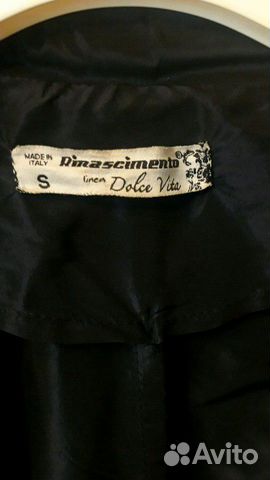 MADE IN
ITALY
Rinascimento®
S
linea Dolce Vita
Avito